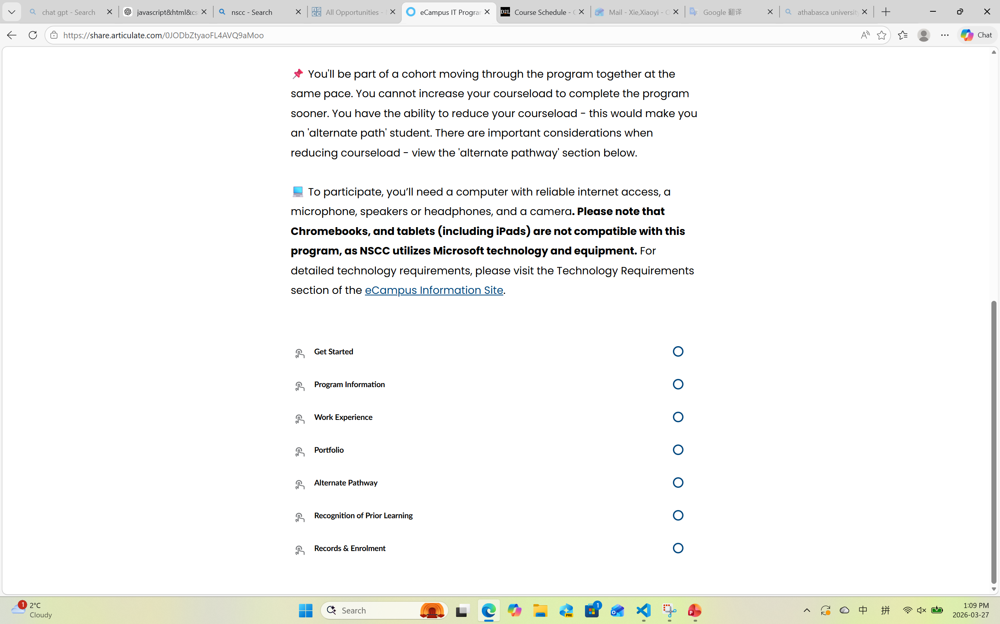 chat gpt - Search
javascript&html&cs
nscc - Search
All Opportunities -
eCampus IT Program
Course Schedule -
Mail - Xie,Xiaoyi - O
Google 翻译
athabasca university
https://share.articulate.com/0JODbZtyaoFL4AVQ9aMoo
Chat
📌 You'll be part of a cohort moving through the program together at the
same pace. You cannot increase your courseload to complete the program
sooner. You have the ability to reduce your courseload - this would make you
an 'alternate path' student. There are important considerations when
reducing courseload - view the 'alternate pathway' section below.
💻 To participate, you’ll need a computer with reliable internet access, a
microphone, speakers or headphones, and a camera. Please note that
Chromebooks, and tablets (including iPads) are not compatible with this
program, as NSCC utilizes Microsoft technology and equipment. For
detailed technology requirements, please visit the Technology Requirements
section of the eCampus Information Site.
Get Started
Program Information
Work Experience
Portfolio
Alternate Pathway
Recognition of Prior Learning
Records & Enrolment
1
2°C
Cloudy
Search
PRE
1
中
拼
1:09 PM
2026-03-27